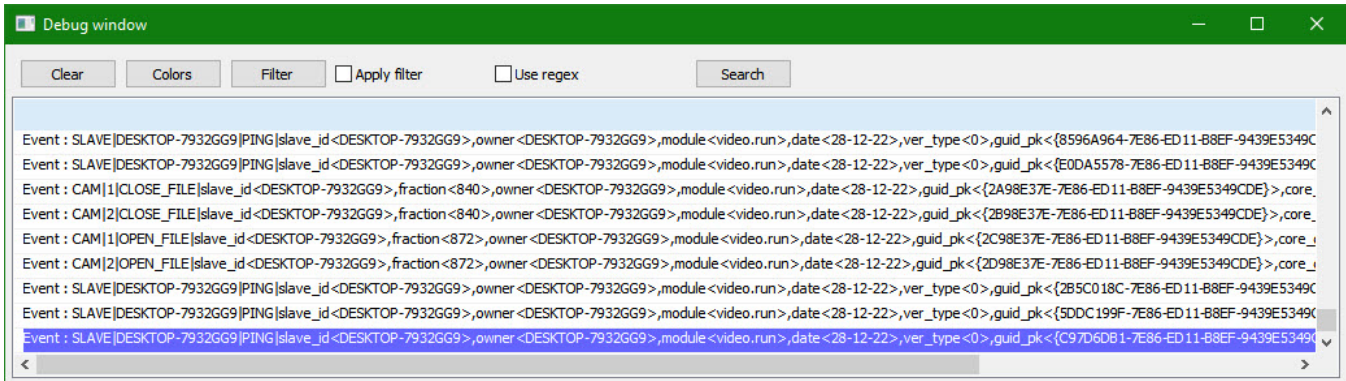 Debug window
Clear Colors Filter Apply filter Use regex Search
Event : SLAVE|DESKTOP-7932GG9|PING|slave_id<DESKTOP-7932GG9>,owner<DESKTOP-7932GG9>,module<video.run>,date<28-12-22>,ver_type<0>,guid_pk<{8596A964-7E86-ED11-B8EF-9439E5349C
Event : SLAVE|DESKTOP-7932GG9|PING|slave_id<DESKTOP-7932GG9>,owner<DESKTOP-7932GG9>,module<video.run>,date<28-12-22>,ver_type<0>,guid_pk<{E0DA5578-7E86-ED11-B8EF-9439E5349C
Event : CAM|1|CLOSE_FILE|slave_id<DESKTOP-7932GG9>,fraction<840>,owner<DESKTOP-7932GG9>,module<video.run>,date<28-12-22>,guid_pk<{2A98E37E-7E86-ED11-B8EF-9439E5349CDE}>,core_
Event : CAM|2|CLOSE_FILE|slave_id<DESKTOP-7932GG9>,fraction<840>,owner<DESKTOP-7932GG9>,module<video.run>,date<28-12-22>,guid_pk<{2B98E37E-7E86-ED11-B8EF-9439E5349CDE}>,core_
Event : CAM|1|OPEN_FILE|slave_id<DESKTOP-7932GG9>,fraction<872>,owner<DESKTOP-7932GG9>,module<video.run>,date<28-12-22>,guid_pk<{2C98E37E-7E86-ED11-B8EF-9439E5349CDE}>,core_
Event : CAM|2|OPEN_FILE|slave_id<DESKTOP-7932GG9>,fraction<872>,owner<DESKTOP-7932GG9>,module<video.run>,date<28-12-22>,guid_pk<{2D98E37E-7E86-ED11-B8EF-9439E5349CDE}>,core_
Event : SLAVE|DESKTOP-7932GG9|PING|slave_id<DESKTOP-7932GG9>,owner<DESKTOP-7932GG9>,module<video.run>,date<28-12-22>,ver_type<0>,guid_pk<{2B5C018C-7E86-ED11-B8EF-9439E5349C
Event : SLAVE|DESKTOP-7932GG9|PING|slave_id<DESKTOP-7932GG9>,owner<DESKTOP-7932GG9>,module<video.run>,date<28-12-22>,ver_type<0>,guid_pk<{5DDC199F-7E86-ED11-B8EF-9439E5349C
Event : SLAVE|DESKTOP-7932GG9|PING|slave_id<DESKTOP-7932GG9>,owner<DESKTOP-7932GG9>,module<video.run>,date<28-12-22>,ver_type<0>,guid_pk<{C97D6DB1-7E86-ED11-B8EF-9439E5349C